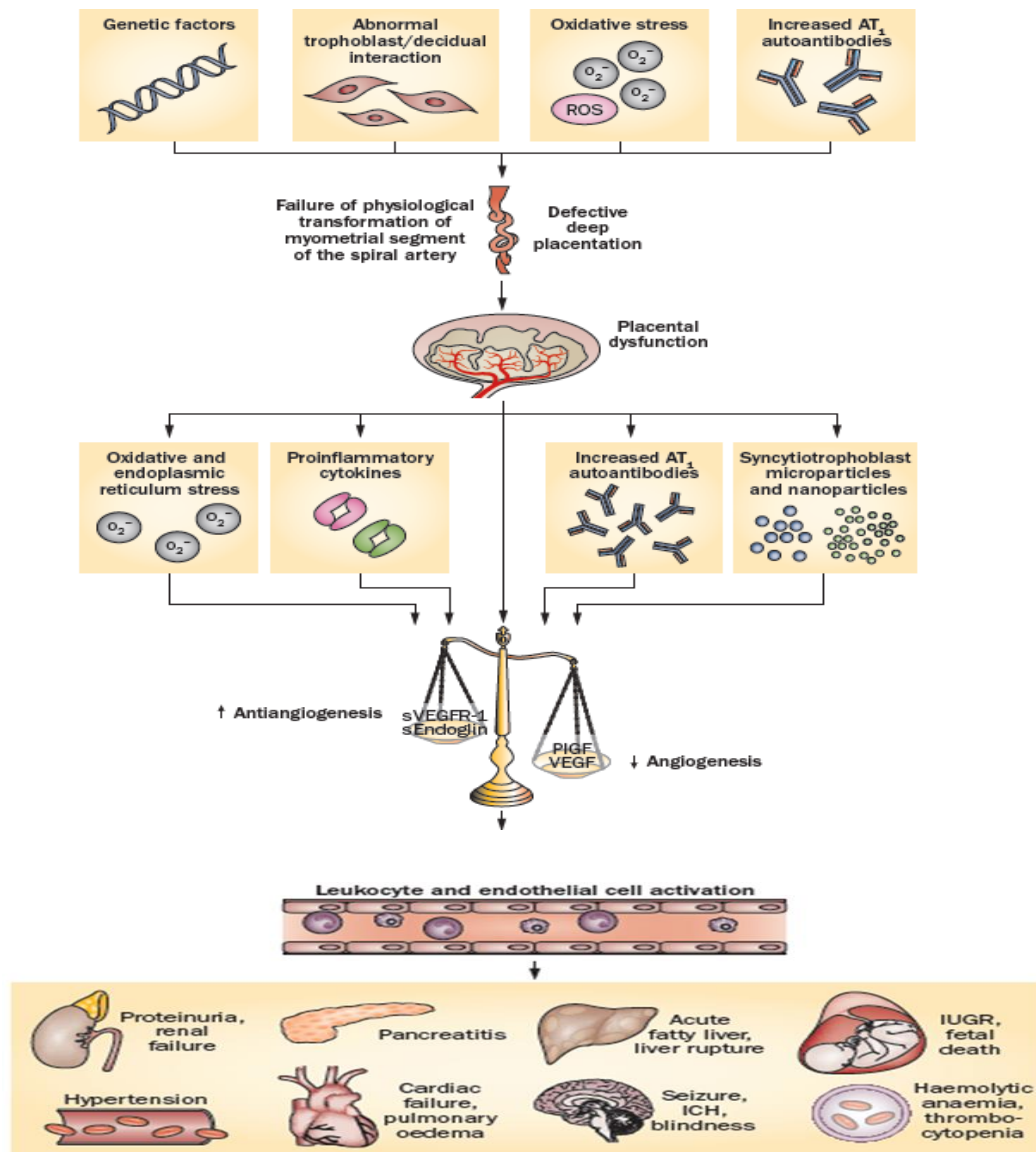 Genetic factors
Abnormal
trophoblast/decidual
interaction
Oxidative stress
O2−
O2−
O2−
O2−
ROS
Increased AT1
autoantibodies
Failure of physiological
transformation of
myometrial segment
of the spiral artery
Defective
deep
placentation
Placental
dysfunction
Oxidative and
endoplasmic
reticulum stress
O2−
O2−
O2−
Proinflammatory
cytokines
Increased AT1
autoantibodies
Syncytiotrophoblast
microparticles
and nanoparticles
↑ Antiangiogenesis
sVEGFR-1
sEndoglin
PIGF
VEGF
↓ Angiogenesis
Leukocyte and endothelial cell activation
Proteinuria,
renal
failure
Pancreatitis
Acute
fatty liver,
liver rupture
IUGR,
fetal
death
Hypertension
Cardiac
failure,
pulmonary
oedema
Seizure,
ICH,
blindness
Haemolytic
anaemia,
thrombo-
cytopenia